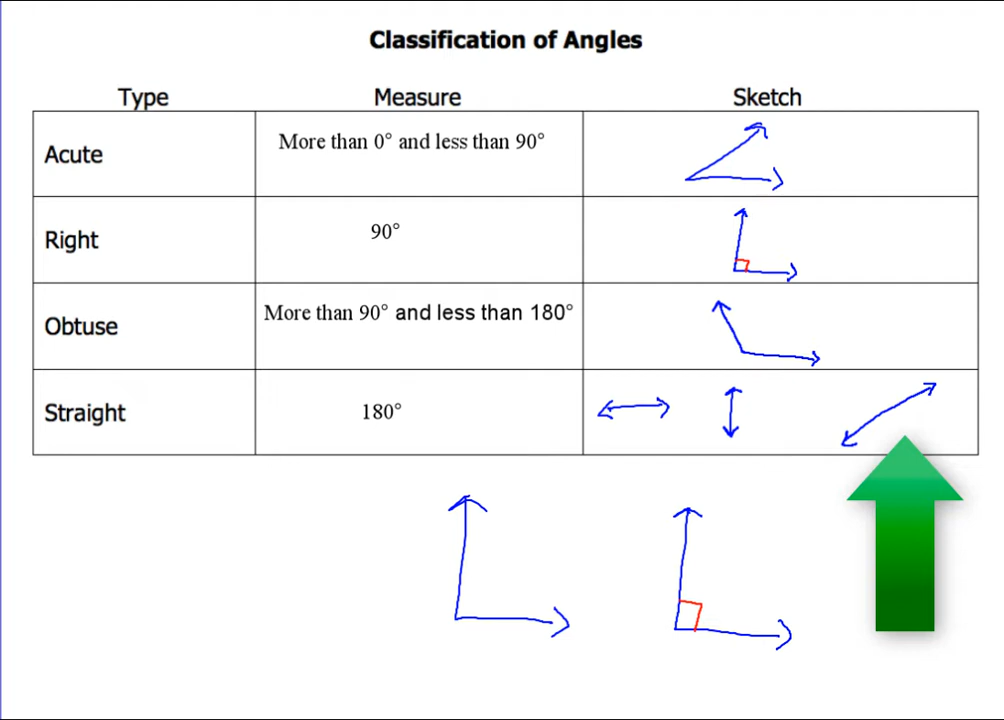 Classification of Angles
Type Measure Sketch
Acute More than 0° and less than 90°
Right 90°
Obtuse More than 90° and less than 180°
Straight 180°